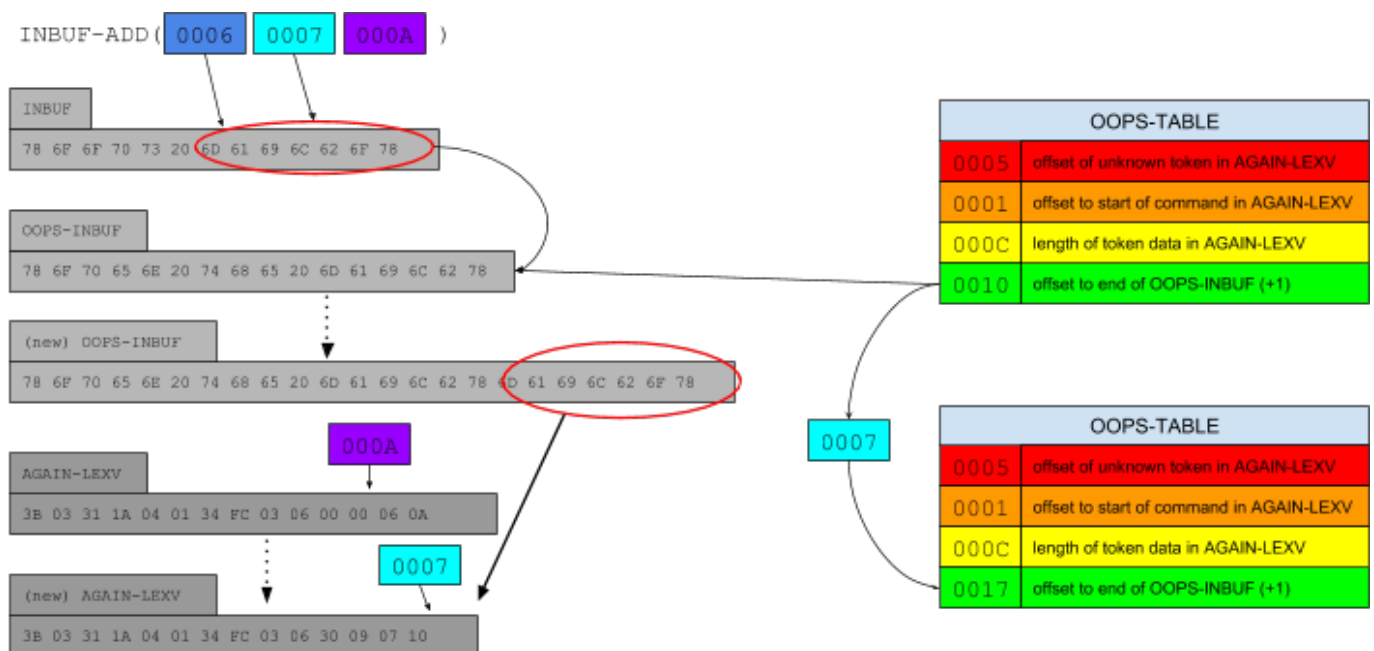 INBUF-ADD( 0006 0007 000A )
INBUF
78 6F 6F 70 73 20 6D 61 69 6C 62 6F 78
OOPS-INBUF
78 6F 70 65 6E 20 74 68 65 20 6D 61 69 6C 62 78
(new) OOPS-INBUF
78 6F 70 65 6E 20 74 68 65 20 6D 61 69 6C 62 78 6D 61 69 6C 62 6F 78
000A
AGAIN-LEXV
3B 03 31 1A 04 01 34 FC 03 06 00 00 06 0A
0007
(new) AGAIN-LEXV
3B 03 31 1A 04 01 34 FC 03 06 30 09 07 10
OOPS-TABLE
0005 offset of unknown token in AGAIN-LEXV
0001 offset to start of command in AGAIN-LEXV
000C length of token data in AGAIN-LEXV
0010 offset to end of OOPS-INBUF (+1)
0007
OOPS-TABLE
0005 offset of unknown token in AGAIN-LEXV
0001 offset to start of command in AGAIN-LEXV
000C length of token data in AGAIN-LEXV
0017 offset to end of OOPS-INBUF (+1)